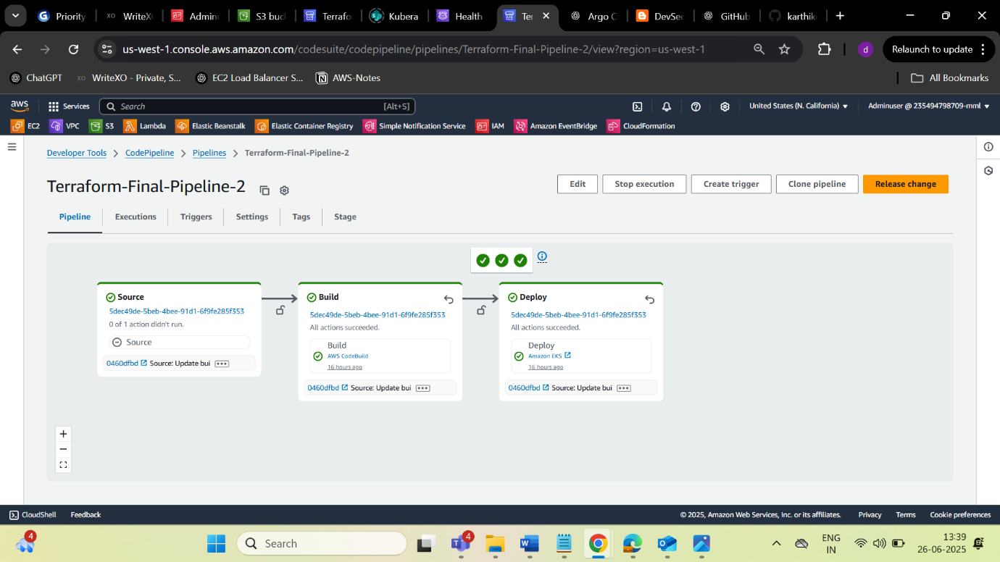 Priority
WriteX
Admin
S3 buc
Terrafo
Kubera
Health
Ter
Argo C
DevSec
GitHub
karthik
us-west-1.console.aws.amazon.com/codesuite/codepipeline/pipelines/Terraform-Final-Pipeline-2/view?region=us-west-1
d
Relaunch to update
ChatGPT
WriteXO - Private, S...
EC2 Load Balancer S...
AWS-Notes
All Bookmarks
aws
Services
Search
[Alt+S]
United States (N. California)
Adminuser @ 235494798709-mml
EC2
VPC
S3
Lambda
Elastic Beanstalk
Elastic Container Registry
Simple Notification Service
IAM
Amazon EventBridge
CloudFormation
Developer Tools
CodePipeline
Pipelines
Terraform-Final-Pipeline-2
Terraform-Final-Pipeline-2
Edit
Stop execution
Create trigger
Clone pipeline
Release change
Pipeline
Executions
Triggers
Settings
Tags
Stage
Source
5dec49de-5beb-4bee-91d1-6f9fe285f353
0 of 1 action didn't run.
Source
0460dfbd Source: Update bui
Build
5dec49de-5beb-4bee-91d1-6f9fe285f353
All actions succeeded.
Build
AWS CodeBuild
16 hours ago
0460dfbd Source: Update bui
Deploy
5dec49de-5beb-4bee-91d1-6f9fe285f353
All actions succeeded.
Deploy
Amazon EKS
16 hours ago
0460dfbd Source: Update bui
CloudShell
Feedback
© 2025, Amazon Web Services, Inc. or its affiliates.
Privacy
Terms
Cookie preferences
4
Search
4
ENG
IN
13:39
26-06-2025